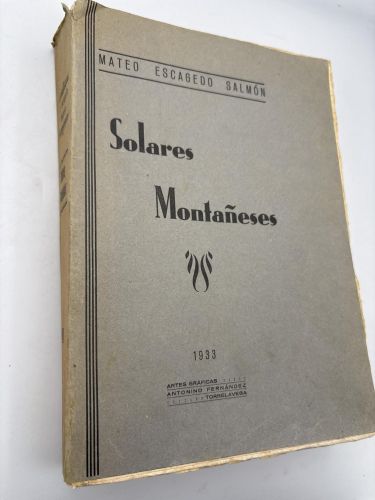 MATEO ESCAGEDO SALMÓN
Solares
Montañeses
1933
ARTES GRÁFICAS
ANTONINO FERNÁNDEZ
TORRELAVEGA